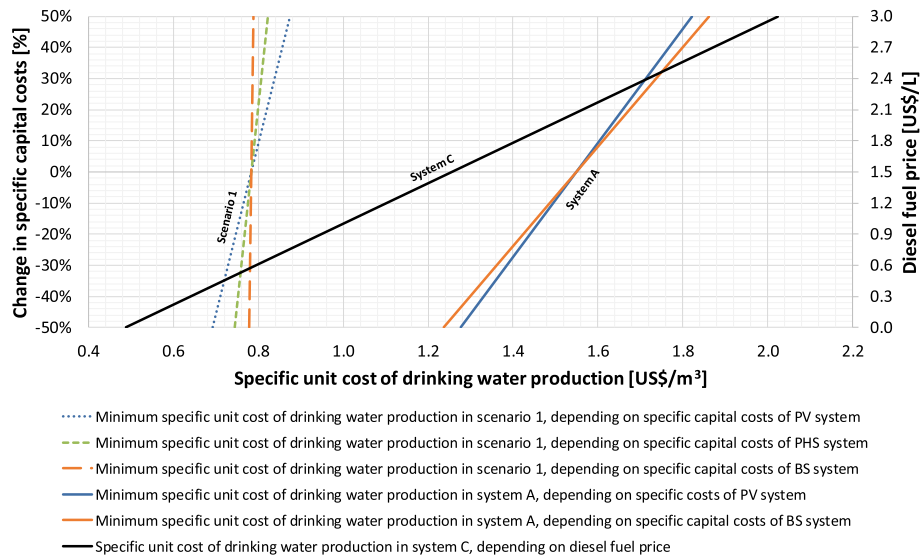 Change in specific capital costs [%]
50%
40%
30%
20%
10%
0%
-10%
-20%
-30%
-40%
-50%
Scenario 1
System C
System A
3.0
2.7
2.4
2.1
1.8
1.5
1.2
0.9
0.6
0.3
0.0
Diesel fuel price [US$/L]
0.4 0.6 0.8 1.0 1.2 1.4 1.6 1.8 2.0 2.2
Specific unit cost of drinking water production [US$/m³]
Minimum specific unit cost of drinking water production in scenario 1, depending on specific capital costs of PV system
Minimum specific unit cost of drinking water production in scenario 1, depending on specific capital costs of PHS system
Minimum specific unit cost of drinking water production in scenario 1, depending on specific capital costs of BS system
Minimum specific unit cost of drinking water production in system A, depending on specific costs of PV system
Minimum specific unit cost of drinking water production in system A, depending on specific capital costs of BS system
Specific unit cost of drinking water production in system C, depending on diesel fuel price